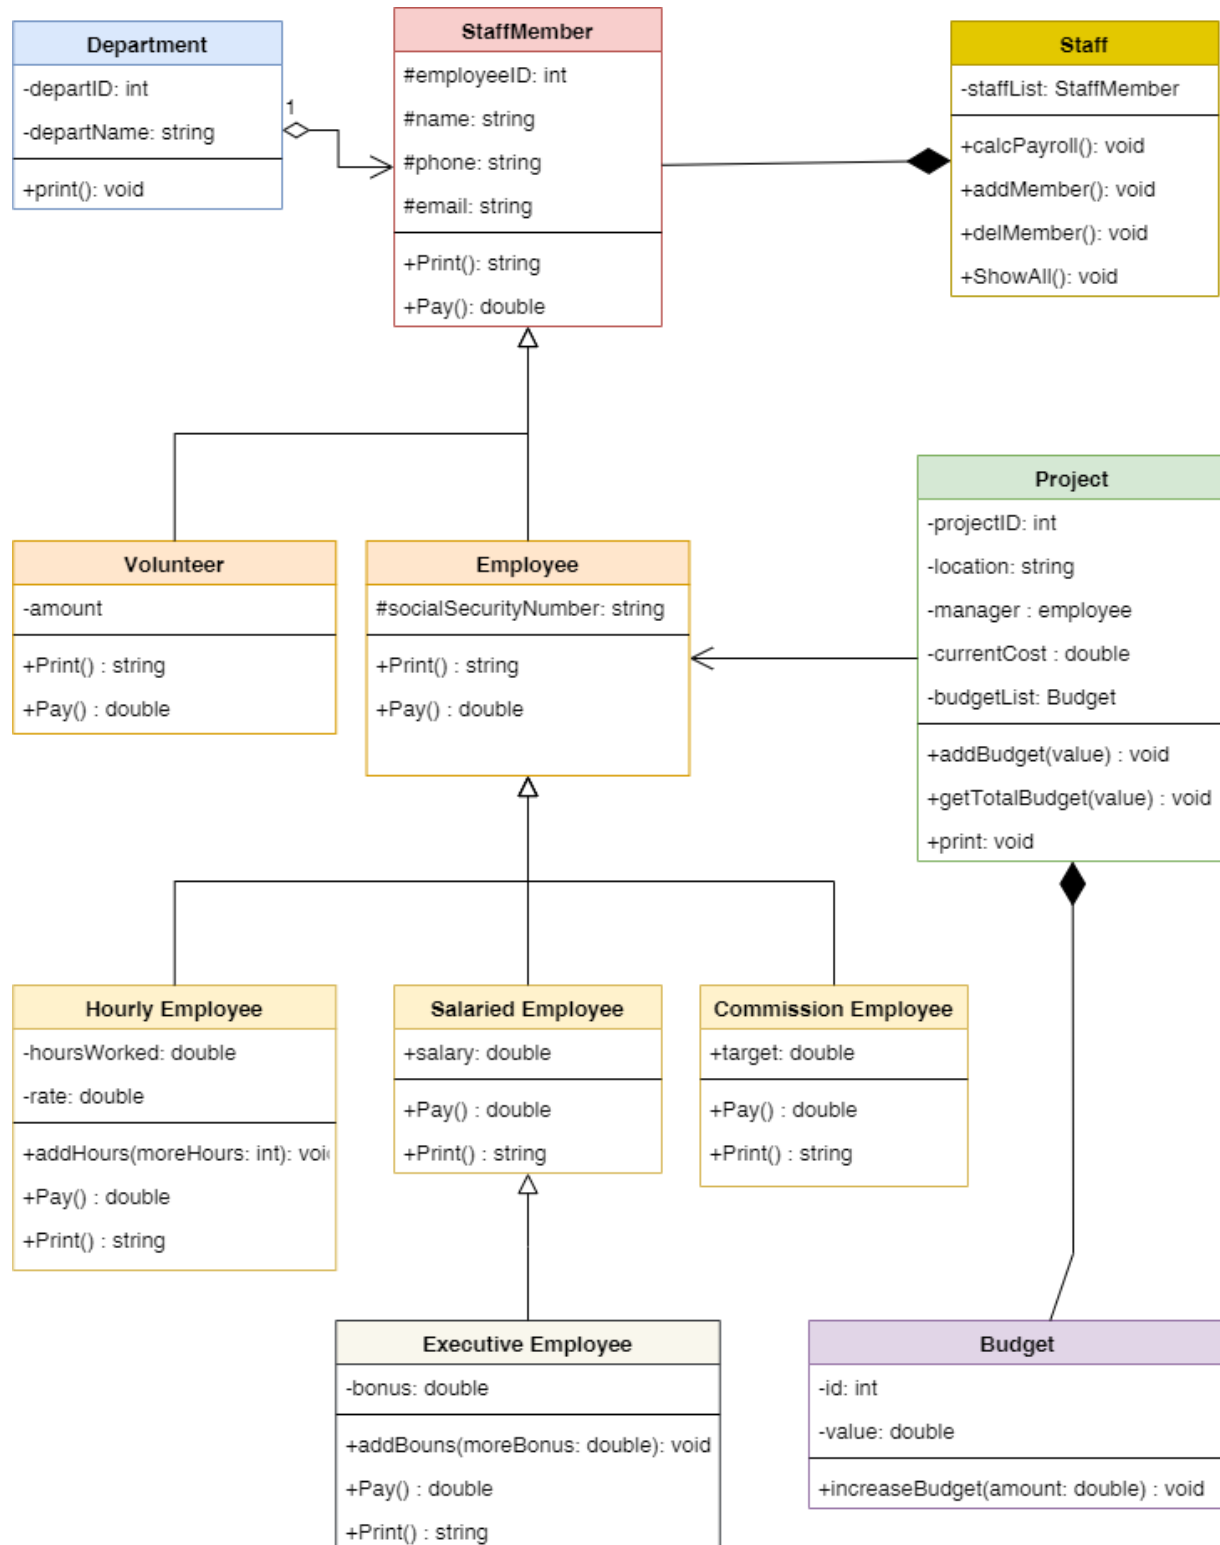 Department
-departID: int
-departName: string
+print(): void
1
StaffMember
#employeeID: int
#name: string
#phone: string
#email: string
+Print(): string
+Pay(): double
Staff
-staffList: StaffMember
+calcPayroll(): void
+addMember(): void
+delMember(): void
+ShowAll(): void
Volunteer
-amount
+Print() : string
+Pay() : double
Employee
#socialSecurityNumber: string
+Print() : string
+Pay() : double
Project
-projectID: int
-location: string
-manager : employee
-currentCost : double
-budgetList: Budget
+addBudget(value) : void
+getTotalBudget(value) : void
+print: void
Hourly Employee
-hoursWorked: double
-rate: double
+addHours(moreHours: int): voi
+Pay() : double
+Print() : string
Salaried Employee
+salary: double
+Pay() : double
+Print() : string
Commission Employee
+target: double
+Pay() : double
+Print() : string
Executive Employee
-bonus: double
+addBouns(moreBonus: double): void
+Pay() : double
+Print() : string
Budget
-id: int
-value: double
+increaseBudget(amount: double) : void